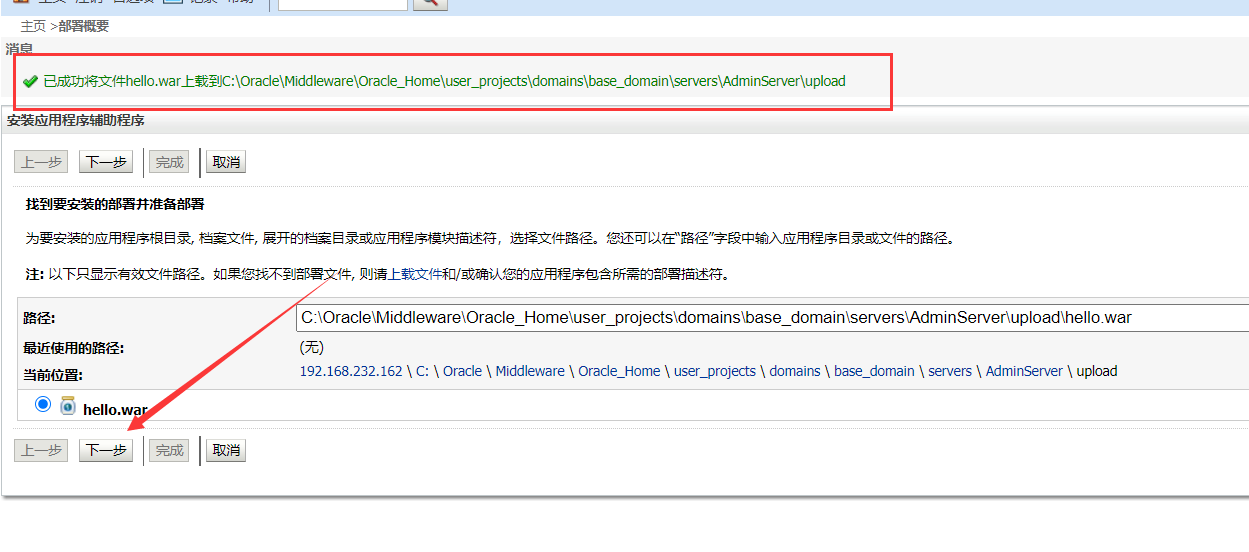 主页 >部署概要
消息
已成功将文件hello.war上载到C:\Oracle\Middleware\Oracle_Home\user_projects\domains\base_domain\servers\AdminServer\upload
安装应用程序辅助程序
上一步 下一步 完成 取消
找到要安装的部署并准备部署
为要安装的应用程序根目录, 档案文件, 展开的档案目录或应用程序模块描述符，选择文件路径。您还可以在“路径”字段中输入应用程序目录或文件的路径。
注: 以下只显示有效文件路径。如果您找不到部署文件, 则请上载文件和/或确认您的应用程序包含所需的部署描述符。
路径: C:\Oracle\Middleware\Oracle_Home\user_projects\domains\base_domain\servers\AdminServer\upload\hello.war
最近使用的路径: (无)
当前位置: 192.168.232.162 \ C: \ Oracle \ Middleware \ Oracle_Home \ user_projects \ domains \ base_domain \ servers \ AdminServer \ upload
hello.war
上一步 下一步 完成 取消